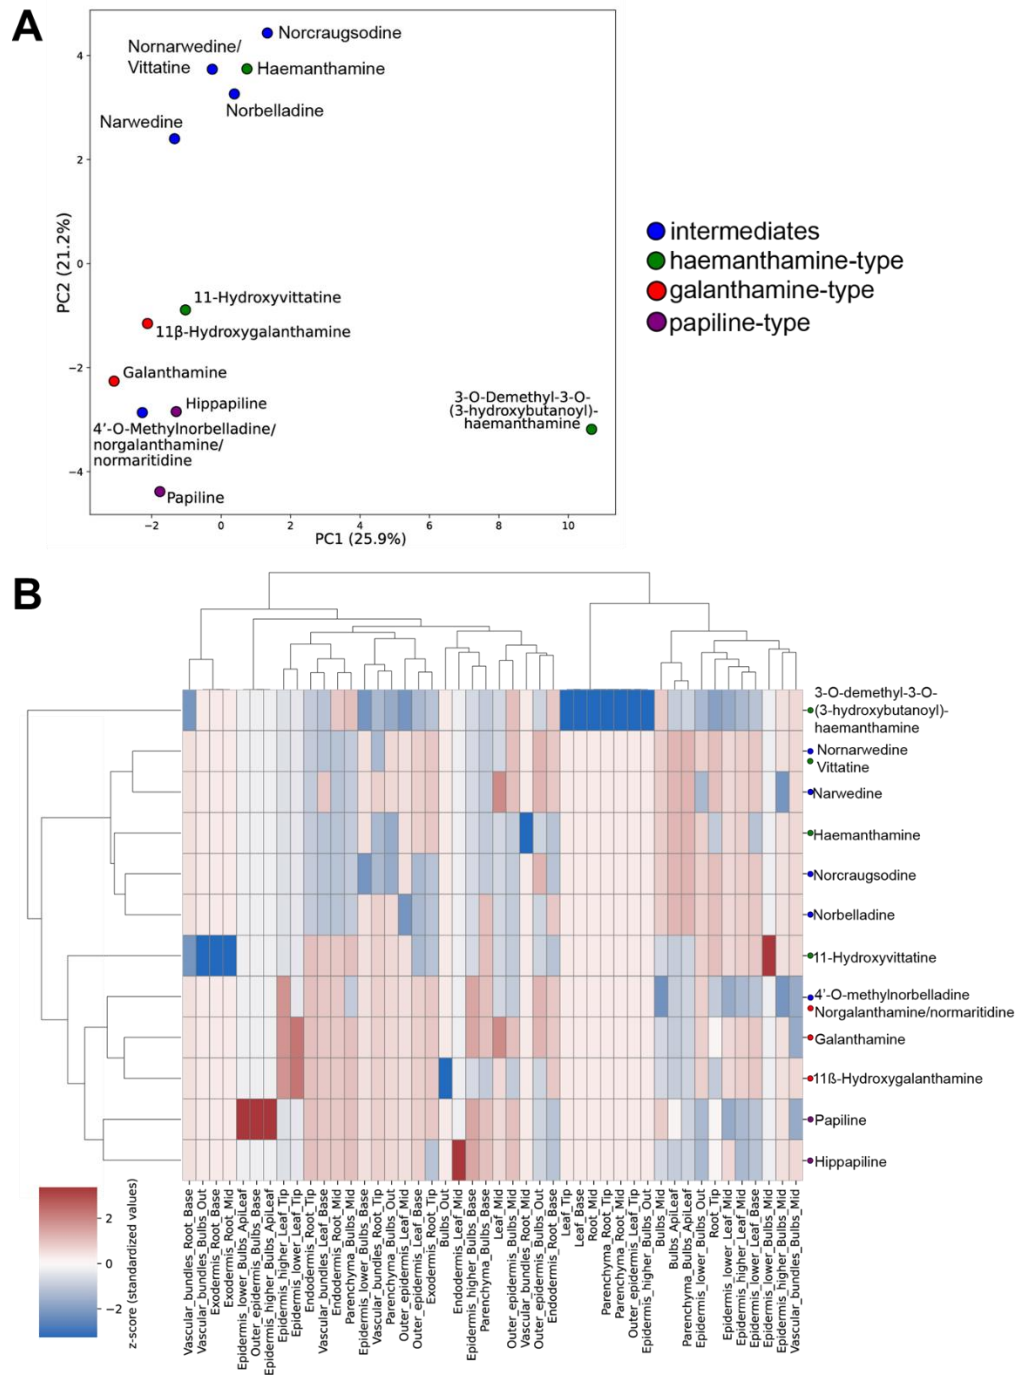 A
Norcraugsodine
Nornarwedine/
Vittatine
Haemanthamine
Norbelladine
Narwedine
11-Hydroxyvittatine
11β-Hydroxygalanthamine
Galanthamine
Hippapiline
4’-O-Methylnorbelladine/
norgalanthamine/
normaritidine
Papiline
3-O-Demethyl-3-O-
(3-hydroxybutanoyl)-
haemanthamine
4
2
0
−2
−4
PC2 (21.2%)
−2
0
2
4
6
8
10
PC1 (25.9%)
intermediates
haemanthamine-type
galanthamine-type
papiline-type
B
3-O-demethyl-3-O-
(3-hydroxybutanoyl)-
haemanthamine
Nornarwedine
Vittatine
Narwedine
Haemanthamine
Norcraugsodine
Norbelladine
11-Hydroxyvittatine
4’-O-methylnorbelladine
Norgalanthamine/normaritidine
Galanthamine
11ß-Hydroxygalanthamine
Papiline
Hippapiline
2
0
−2
z-score (standardized values)
Vascular_bundles_Root_Base
Vascular_bundles_Bulbs_Out
Exodermis_Root_Base
Exodermis_Root_Mid
Epidermis_lower_Bulbs_ApiLeaf
Outer_epidermis_Bulbs_Base
Epidermis_higher_Bulbs_ApiLeaf
Epidermis_higher_Leaf_Tip
Epidermis_lower_Leaf_Tip
Endodermis_Root_Tip
Vascular_bundles_Leaf_Base
Endodermis_Root_Mid
Parenchyma_Bulbs_Mid
Epidermis_lower_Bulbs_Base
Vascular_bundles_Root_Tip
Parenchyma_Bulbs_Out
Outer_epidermis_Leaf_Mid
Outer_epidermis_Leaf_Base
Exodermis_Root_Tip
Bulbs_Out
Endodermis_Leaf_Mid
Epidermis_higher_Bulbs_Base
Parenchyma_Bulbs_Base
Leaf_Mid
Outer_epidermis_Bulbs_Mid
Vascular_bundles_Root_Mid
Outer_epidermis_Bulbs_Out
Endodermis_Root_Base
Leaf_Tip
Leaf_Base
Root_Mid
Parenchyma_Root_Tip
Parenchyma_Root_Mid
Outer_epidermis_Leaf_Tip
Epidermis_higher_Bulbs_Out
Bulbs_Mid
Bulbs_ApiLeaf
Parenchyma_Bulbs_ApiLeaf
Epidermis_lower_Bulbs_Out
Root_Tip
Epidermis_lower_Leaf_Mid
Epidermis_higher_Leaf_Mid
Epidermis_lower_Leaf_Base
Epidermis_lower_Bulbs_Mid
Epidermis_higher_Bulbs_Mid
Vascular_bundles_Bulbs_Mid